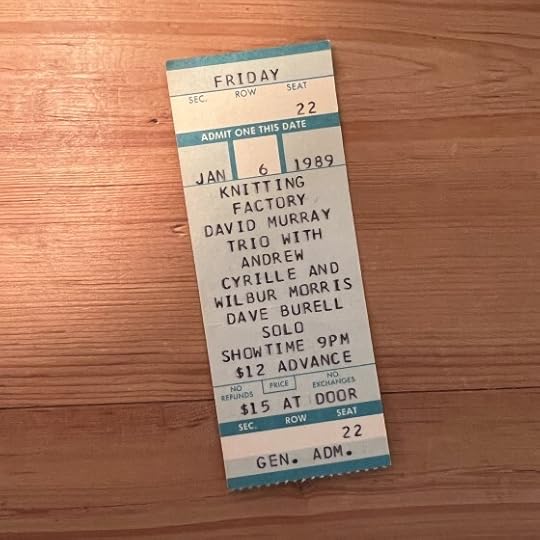 FRIDAY
SEC. ROW SEAT
22
ADMIT ONE THIS DATE
JAN 6 1989
KNITTING
FACTORY
DAVID MURRAY
TRIO WITH
ANDREW
CYRILLE AND
WILBUR MORRIS
DAVE BURELL
SOLO
SHOWTIME 9PM
$12 ADVANCE
NO REFUNDS PRICE NO EXCHANGES
$15 AT DOOR
SEC. ROW SEAT
22
GEN. ADM.